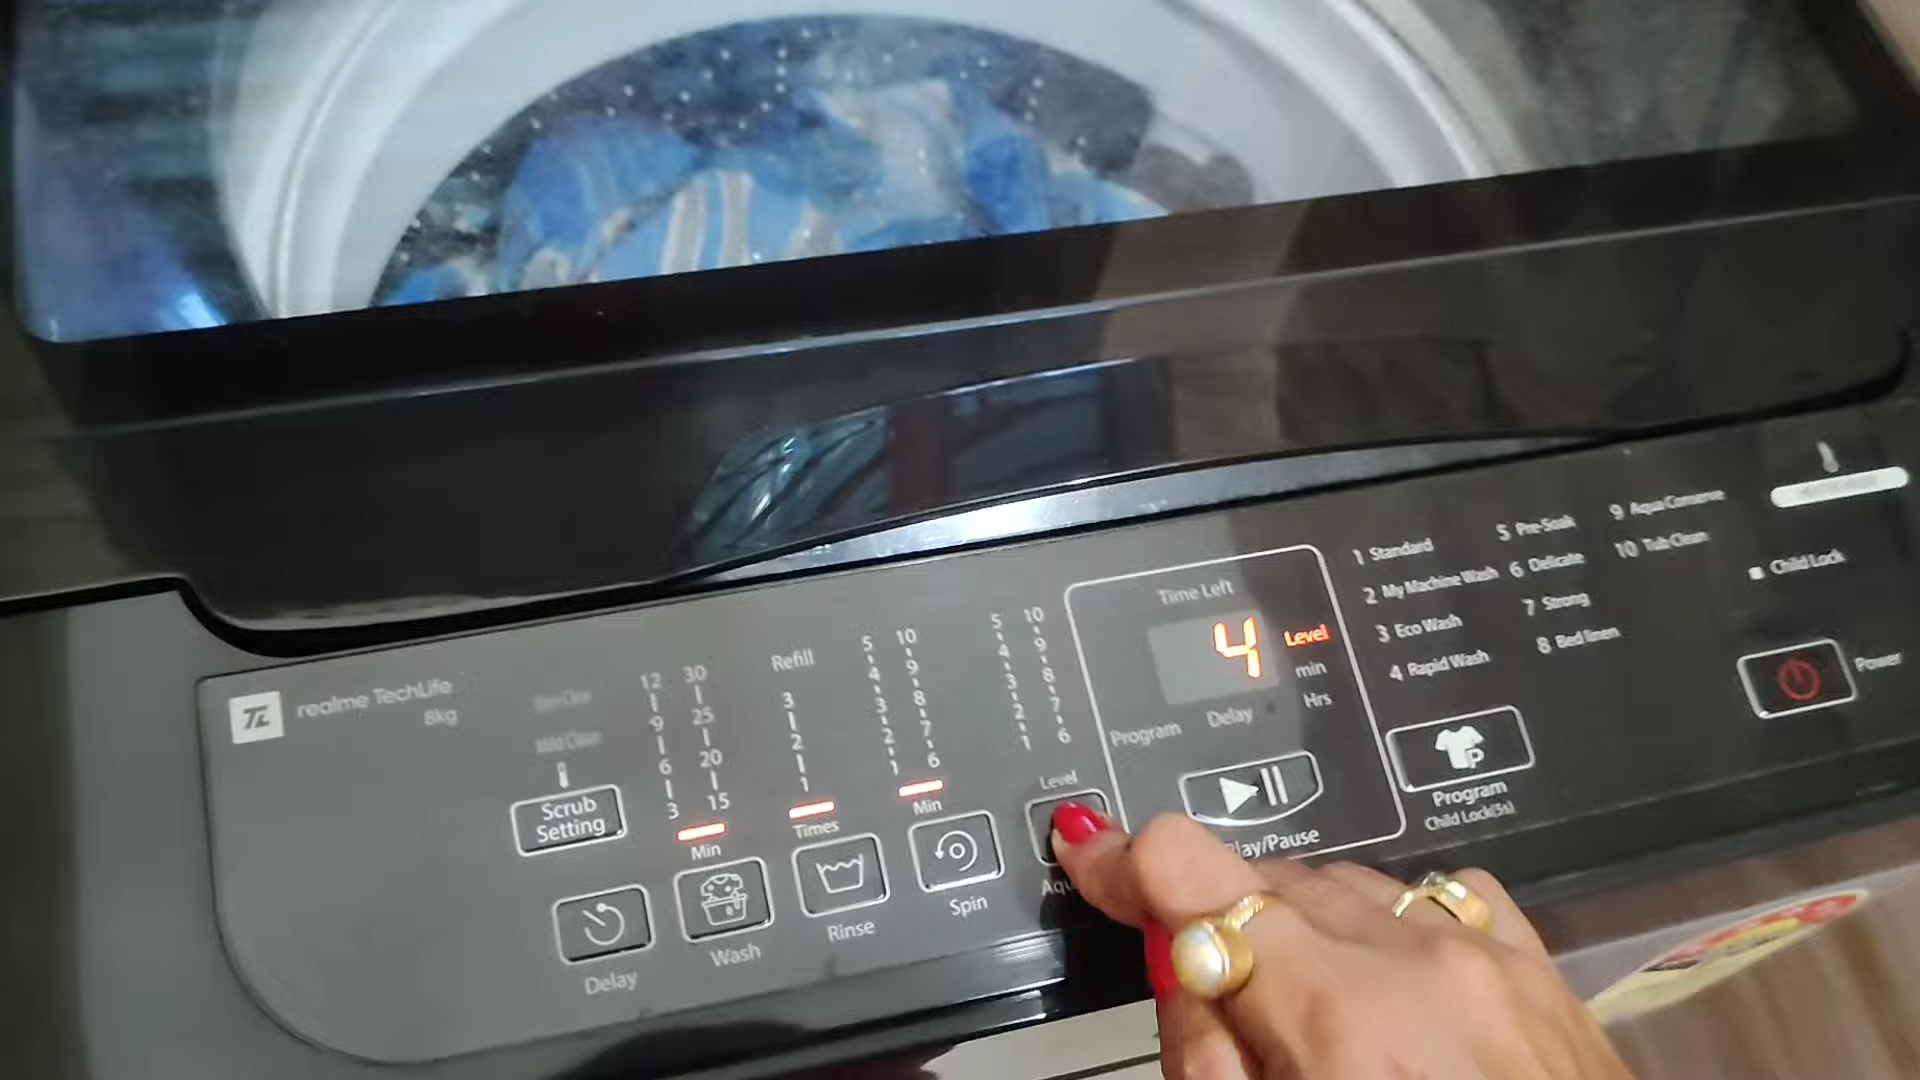 TL realme TechLife
8kg
Scrub
Setting
12 30
9 25
6 20
3 15
Min
Refill
3
2
1
Times
5 10
4 9
3 8
2 7
1 6
Min
5 10
4 9
3 8
2 7
1 6
Level
Delay
Wash
Rinse
Spin
Time Left
4
Level
min
Hrs
Program
Delay
1 Standard
2 My Machine Wash
3 Eco Wash
4 Rapid Wash
5 Pre-Soak
6 Delicate
7 Strong
8 Bed linen
9 Aqua Conserve
10 Tub Clean
Child Lock
Power
P
Program
Child Lock(5s)